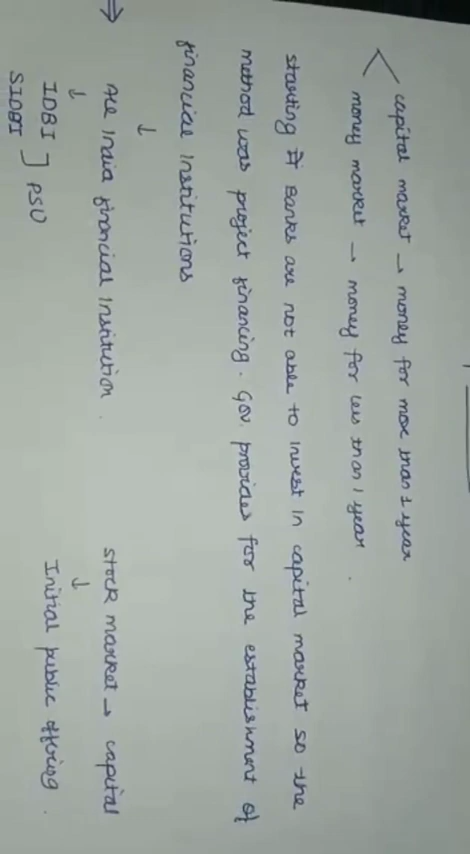 capital market → money for more than 1 year
money market → money for less than 1 year .
starting Banks are not able to invest in capital market so the
method was project financing. Gov. provides for the establishment of
financial Institutions
↓
⇒ All India financial Institution . stock market → capital
↓ ↓
IDBI ] PSU Initial public offering .
SIDBI